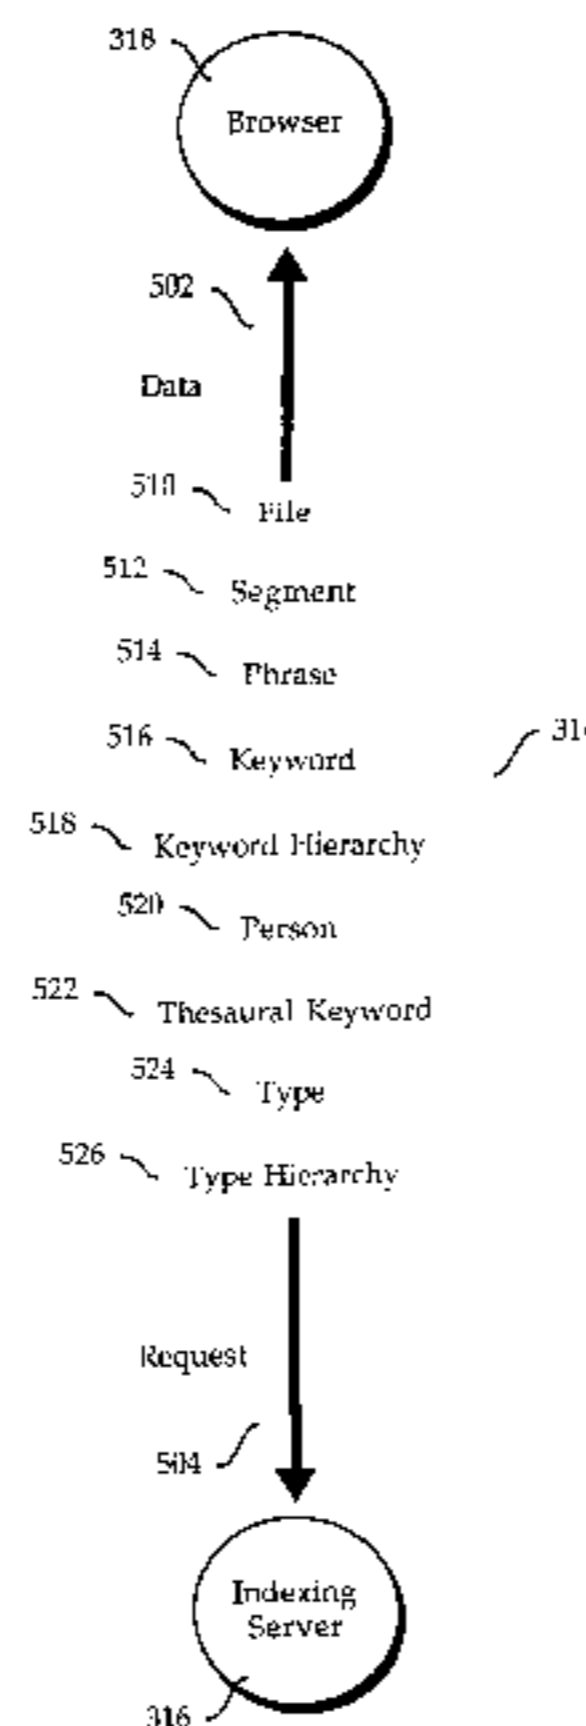 318
Browser
502
Data
510
File
512
Segment
514
Phrase
516
Keyword
518
Keyword Hierarchy
520
Person
522
Thesaural Keyword
524
Type
526
Type Hierarchy
Request
504
Indexing
Server
316